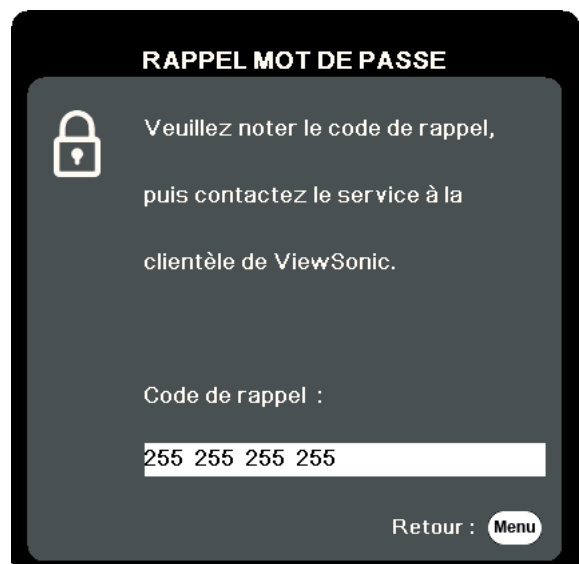 RAPPEL MOT DE PASSE
Veuillez noter le code de rappel,
puis contactez le service à la
clientèle de ViewSonic.
Code de rappel :
255 255 255 255
Retour : Menu